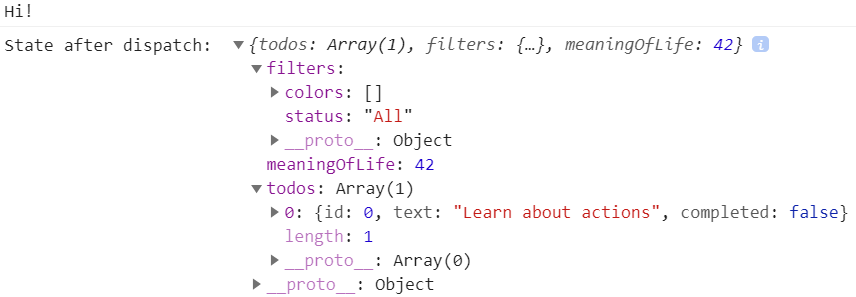 Hi!
State after dispatch: ▼{todos: Array(1), filters: {…}, meaningOfLife: 42} i
▼filters:
▶colors: []
status: "All"
▶__proto__: Object
meaningOfLife: 42
▼todos: Array(1)
▶0: {id: 0, text: "Learn about actions", completed: false}
length: 1
▶__proto__: Array(0)
▶__proto__: Object